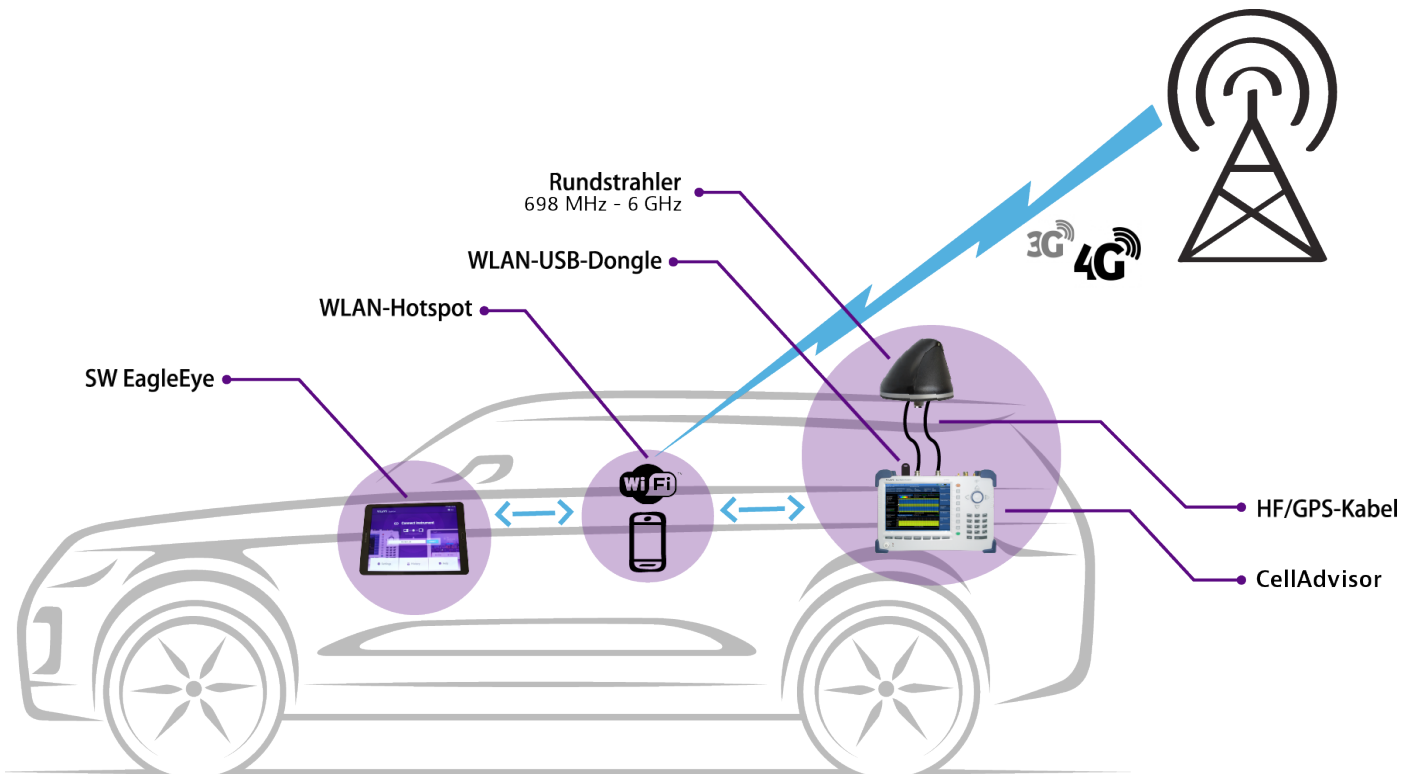 Rundstrahler
698 MHz - 6 GHz
3G
4G
WLAN-USB-Dongle
WLAN-Hotspot
SW EagleEye
Wi Fi
HF/GPS-Kabel
CellAdvisor